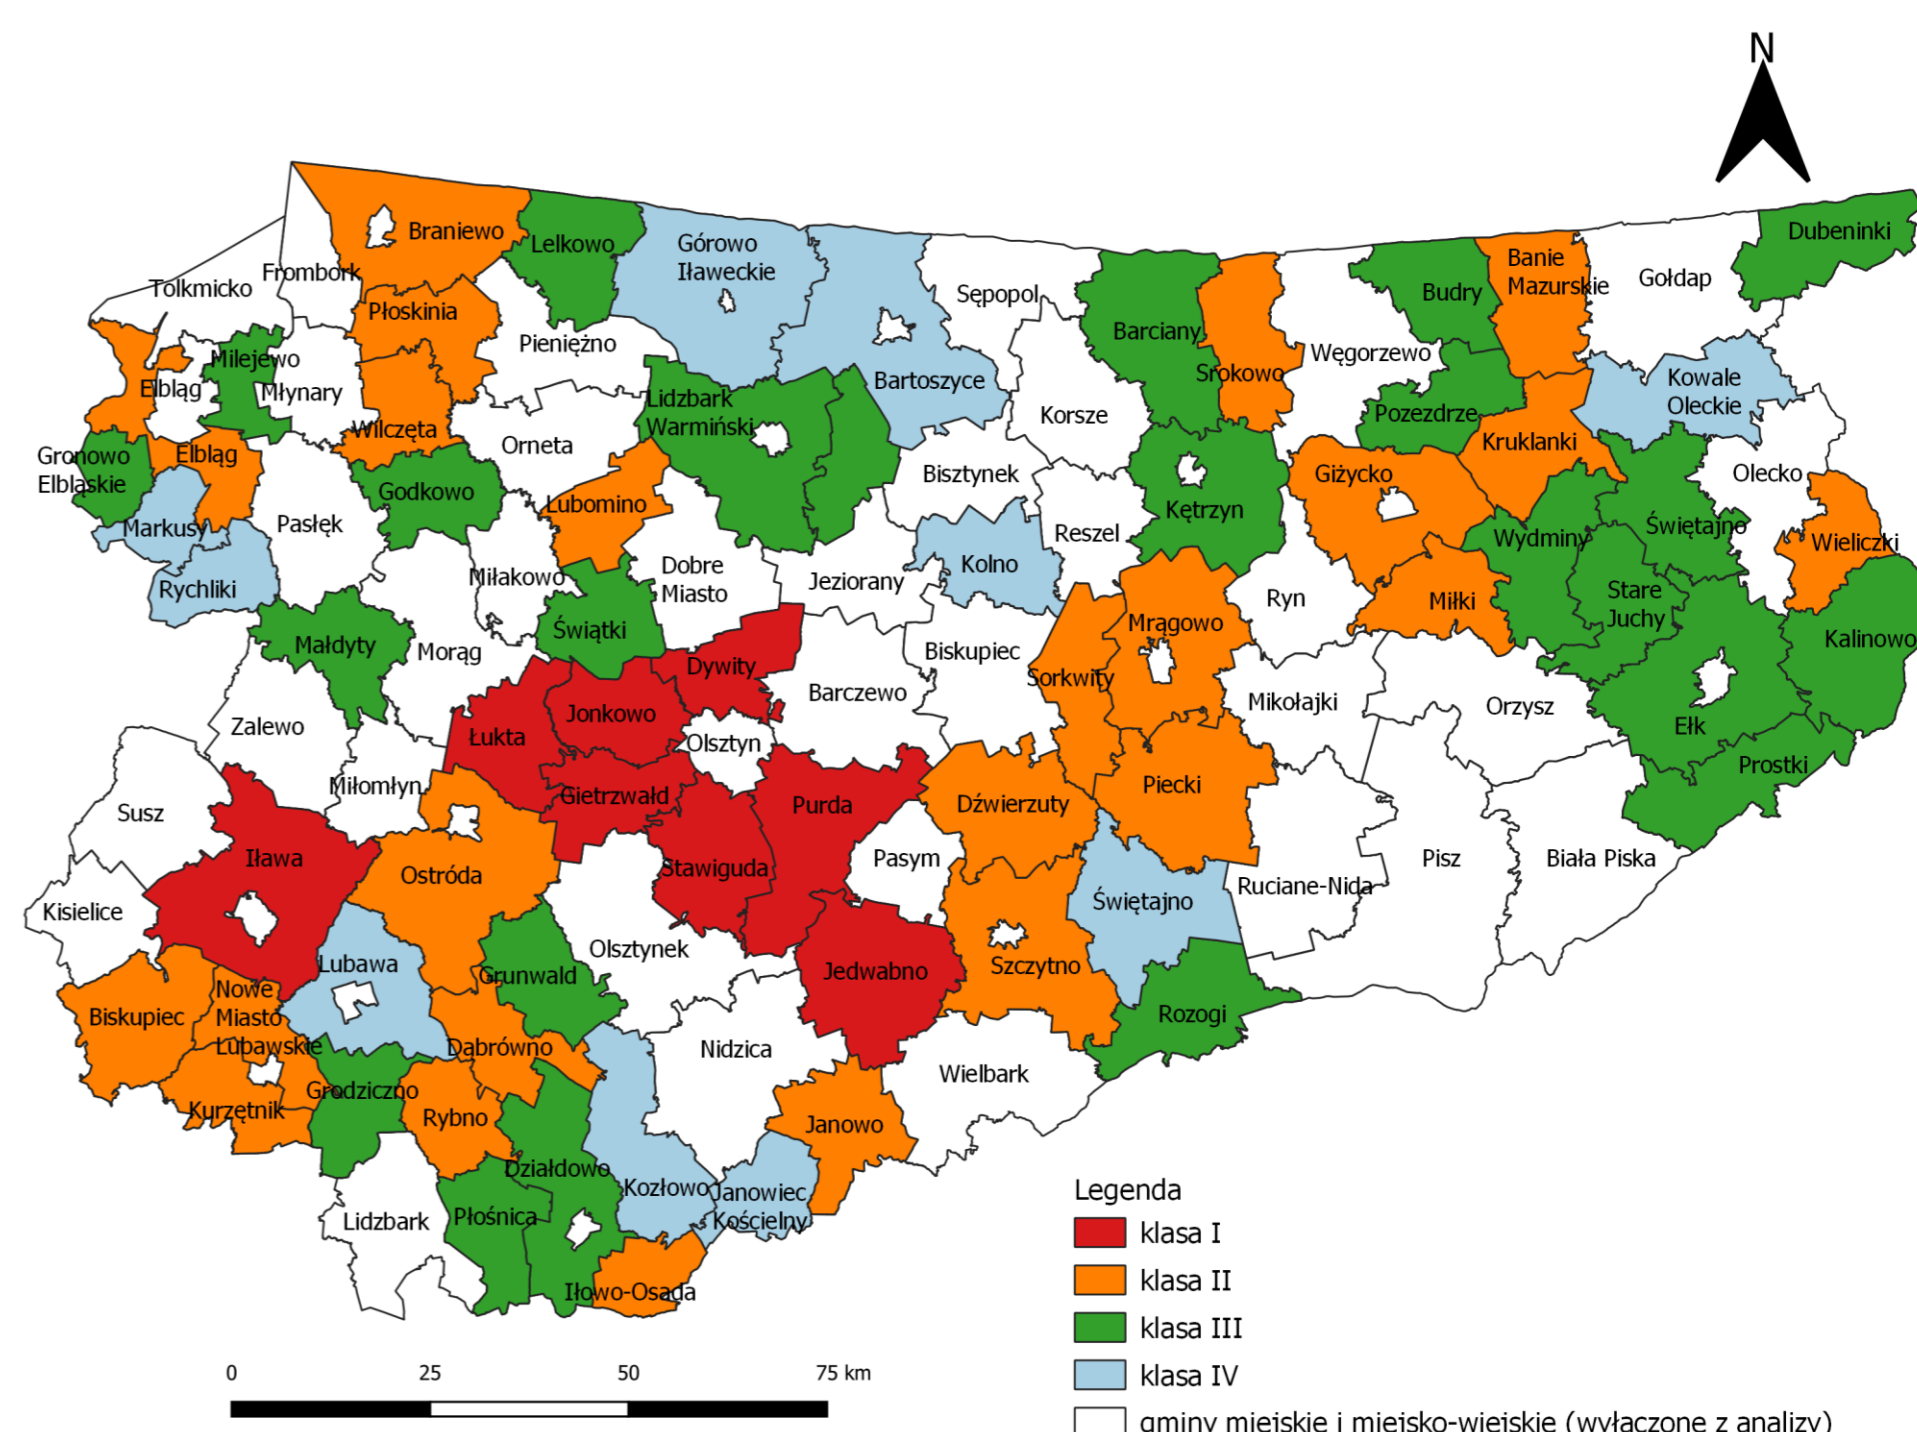 N
Dubeninki
Braniewo
Lelkowo
Górowo
Iławeckie
Banie
Mazurskie
Gołdap
Tolkmicko
Frombork
Sępopol
Budry
Płoskinia
Pieniężno
Barciany
Węgorzewo
Milejewo
Elbląg
Młynary
Srokowo
Bartoszyce
Kowale
Oleckie
Lidzbark
Warmiński
Korsze
Pozezdrze
Wilczęta
Orneta
Kruklanki
Gronowo
Elbląskie
Elbląg
Bisztynek
Giżycko
Olecko
Godkowo
Lubomino
Kętrzyn
Markusy
Pasłęk
Reszel
Wydminy
Świętajno
Wieliczki
Rychliki
Miłakowo
Dobre
Miasto
Jeziorany
Kolno
Ryn
Miłki
Stare
Juchy
Świątki
Mrągowo
Kalinowo
Małdyty
Morąg
Dywity
Biskupiec
Sorkwity
Barczewo
Mikołajki
Orzysz
Zalewo
Łukta
Jonkowo
Olsztyn
Ełk
Miłomłyn
Gietrzwałd
Purda
Dźwierzuty
Piecki
Prostki
Susz
Iława
Ostróda
Stawiguda
Pasym
Ruciane-Nida
Pisz
Biała Piska
Kisielice
Świętajno
Lubawa
Grunwald
Olsztynek
Jedwabno
Szczytno
Biskupiec
Nowe
Miasto
Lubawskie
Dąbrówno
Nidzica
Rozogi
Wielbark
Kurzętnik
Grodziczno
Rybno
Janowo
Działdowo
Kozłowo
Janowiec
Kościelny
Lidzbark
Płośnica
Iłowo-Osada
Legenda
klasa I
klasa II
klasa III
klasa IV
gminy miejskie i miejsko-wiejskie (wyłączone z analizy)
0 25 50 75 km